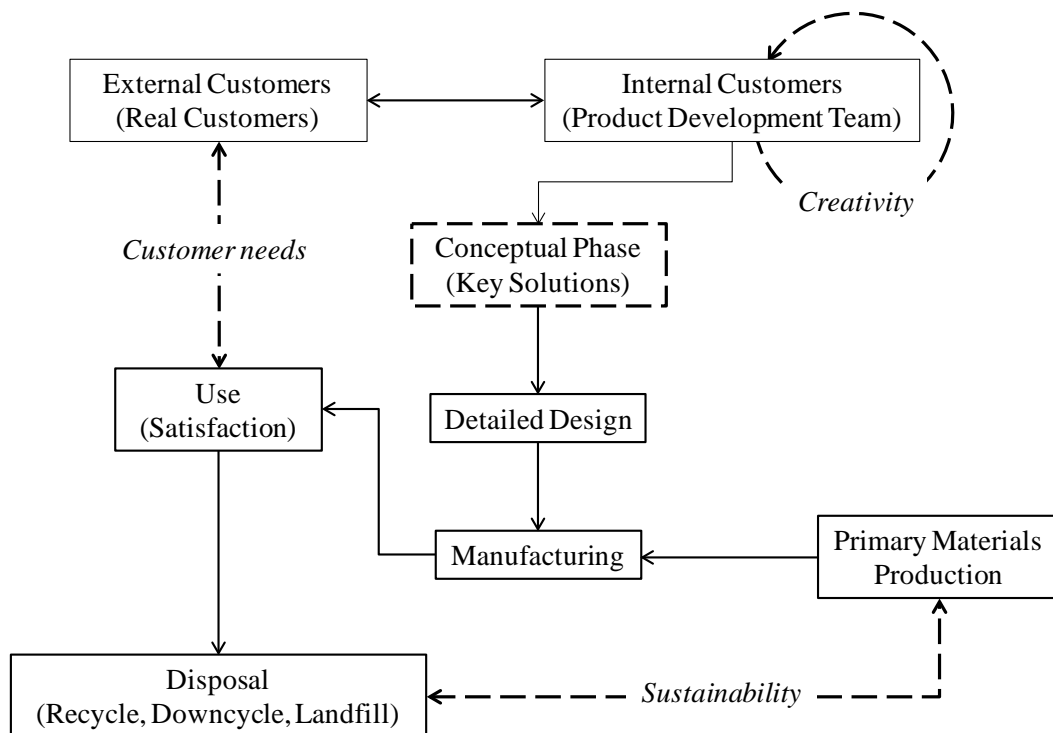 External Customers
(Real Customers)
Internal Customers
(Product Development Team)
Creativity
Customer needs
Conceptual Phase
(Key Solutions)
Use
(Satisfaction)
Detailed Design
Manufacturing
Primary Materials
Production
Disposal
(Recycle, Downcycle, Landfill)
Sustainability